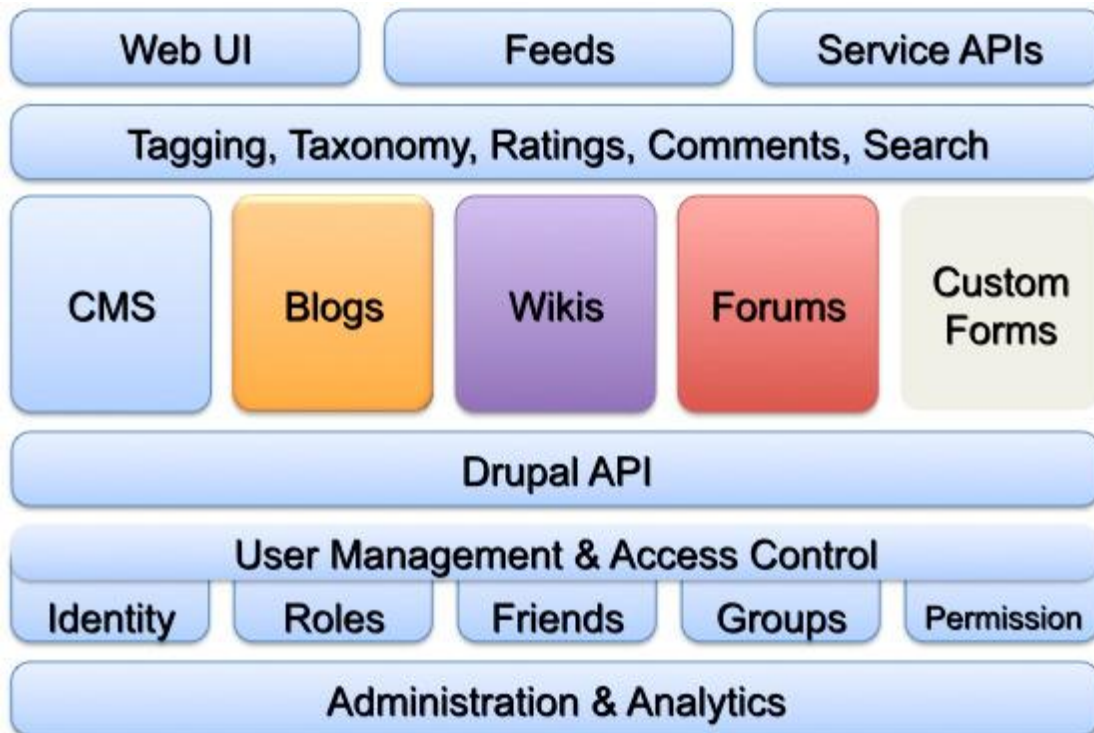 Web UI
Feeds
Service APIs
Tagging, Taxonomy, Ratings, Comments, Search
CMS
Blogs
Wikis
Forums
Custom
Forms
Drupal API
User Management & Access Control
Identity
Roles
Friends
Groups
Permission
Administration & Analytics